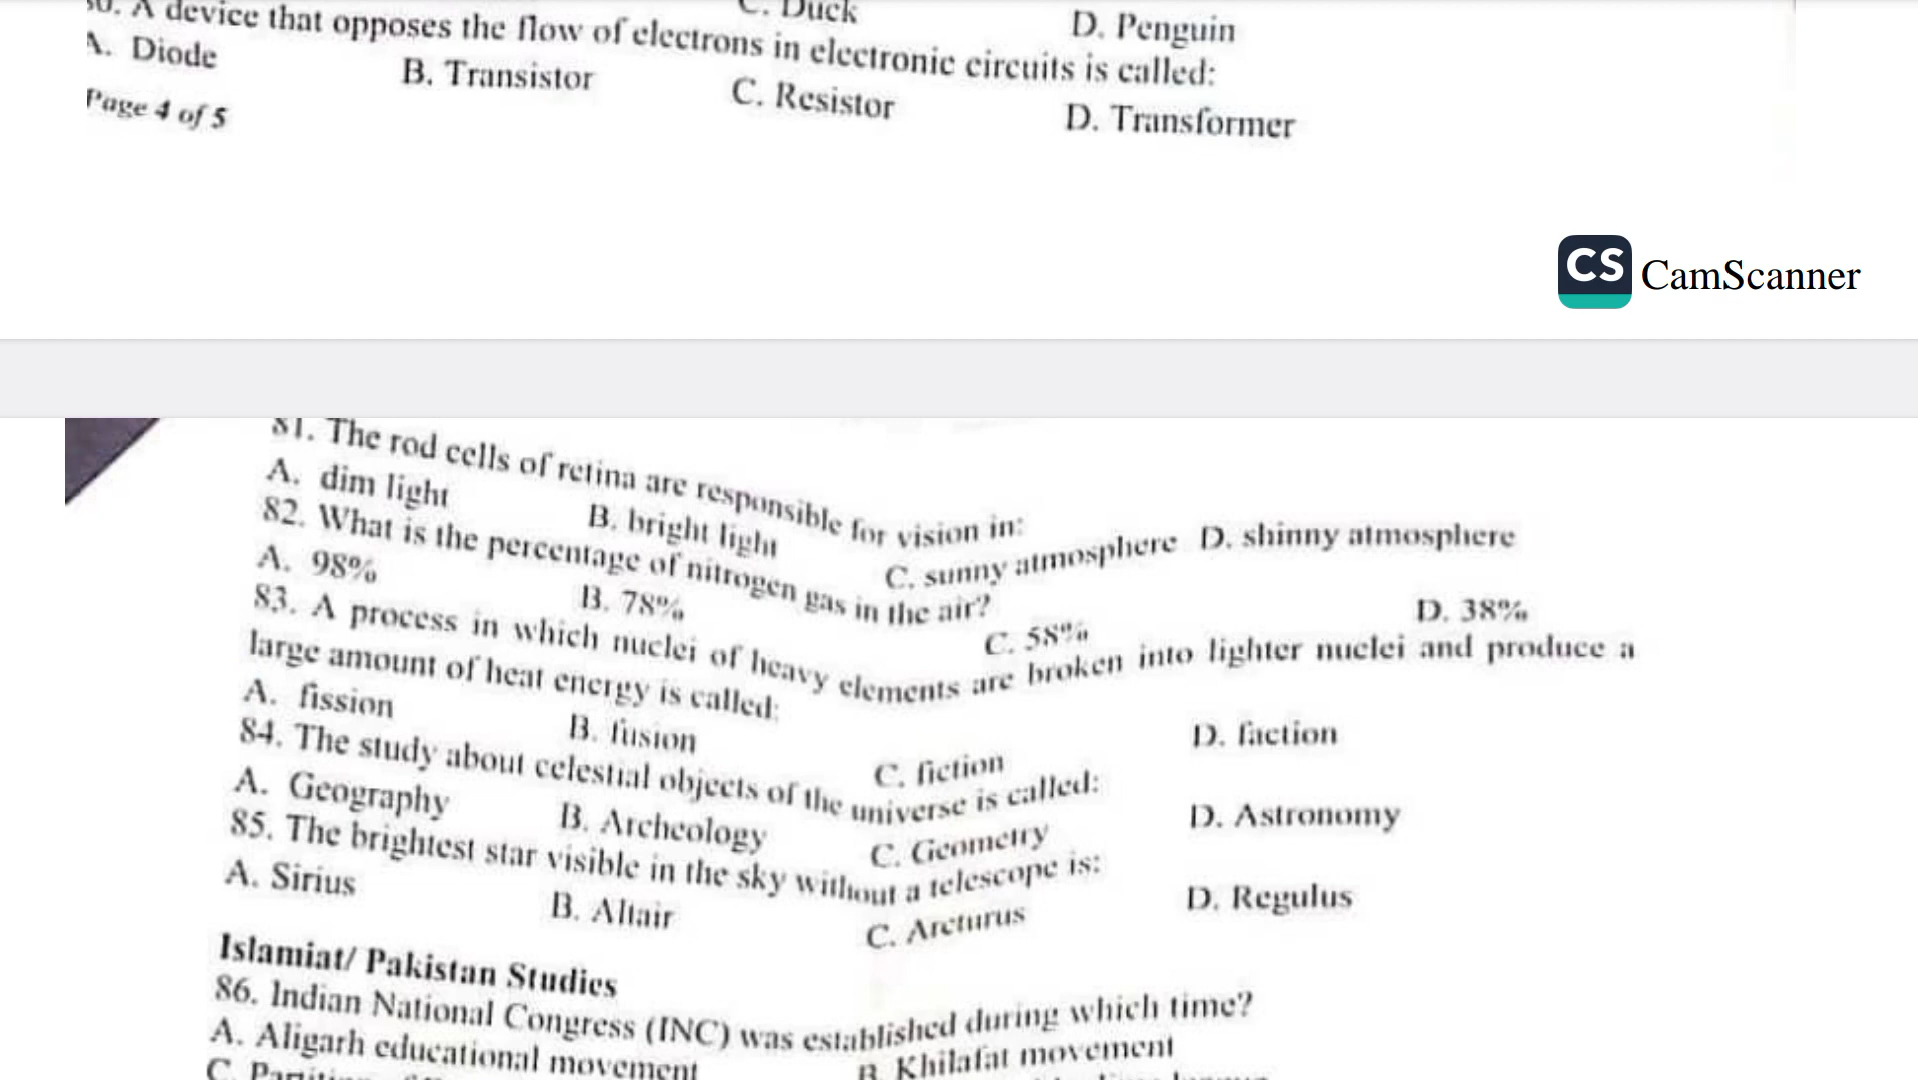 C. Duck D. Penguin
80. A device that opposes the flow of electrons in electronic circuits is called:
A. Diode B. Transistor C. Resistor D. Transformer
Page 4 of 5
CS CamScanner
81. The rod cells of retina are responsible for vision in:
A. dim light B. bright light C. sunny atmosphere D. shinny atmosphere
82. What is the percentage of nitrogen gas in the air?
A. 98% B. 78% C. 58% D. 38%
83. A process in which nuclei of heavy elements are broken into lighter nuclei and produce a
large amount of heat energy is called:
A. fission B. fusion C. fiction D. faction
84. The study about celestial objects of the universe is called:
A. Geography B. Archeology C. Geometry D. Astronomy
85. The brightest star visible in the sky without a telescope is:
A. Sirius B. Altair C. Arcturus D. Regulus
Islamiat/ Pakistan Studies
86. Indian National Congress (INC) was established during which time?
A. Aligarh educational movement B. Khilafat movement
C.